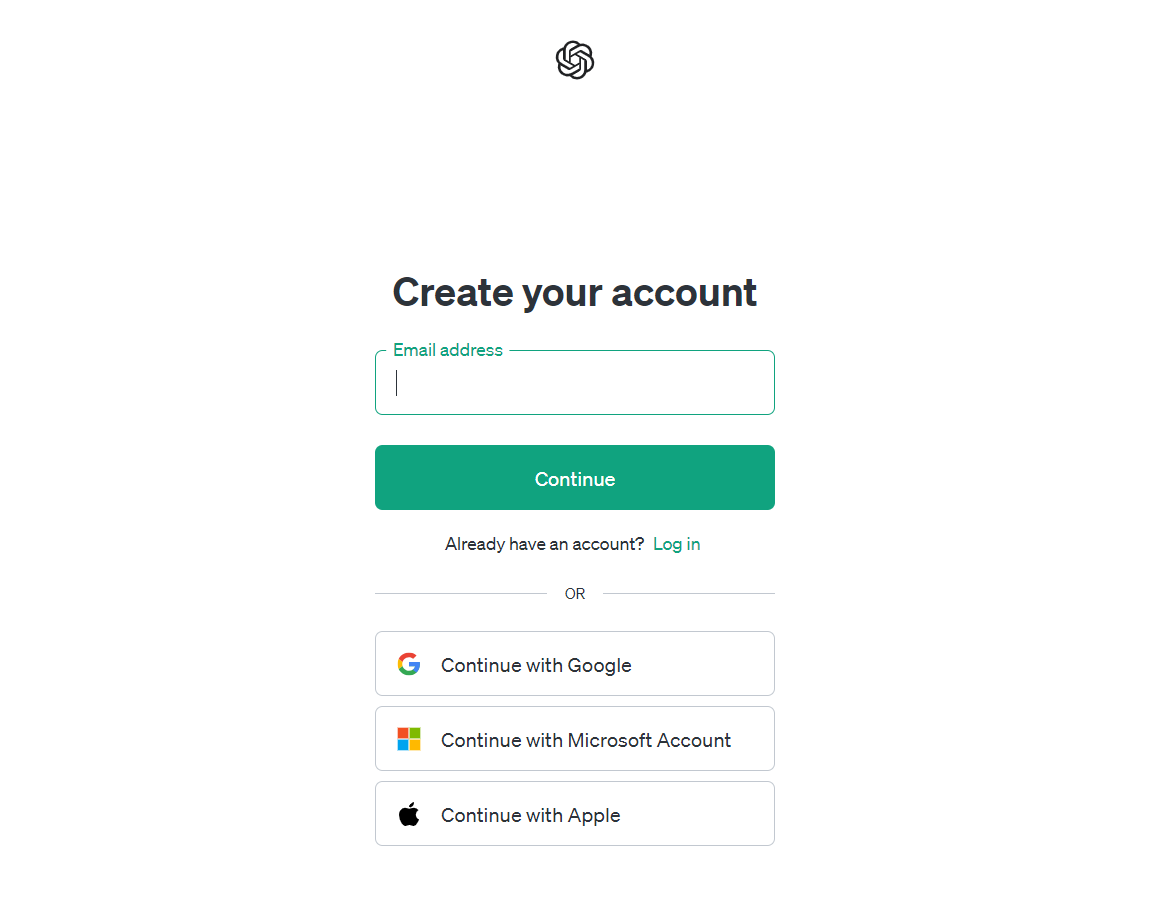 Create your account
Email address
Continue
Already have an account? Log in
OR
Continue with Google
Continue with Microsoft Account
Continue with Apple